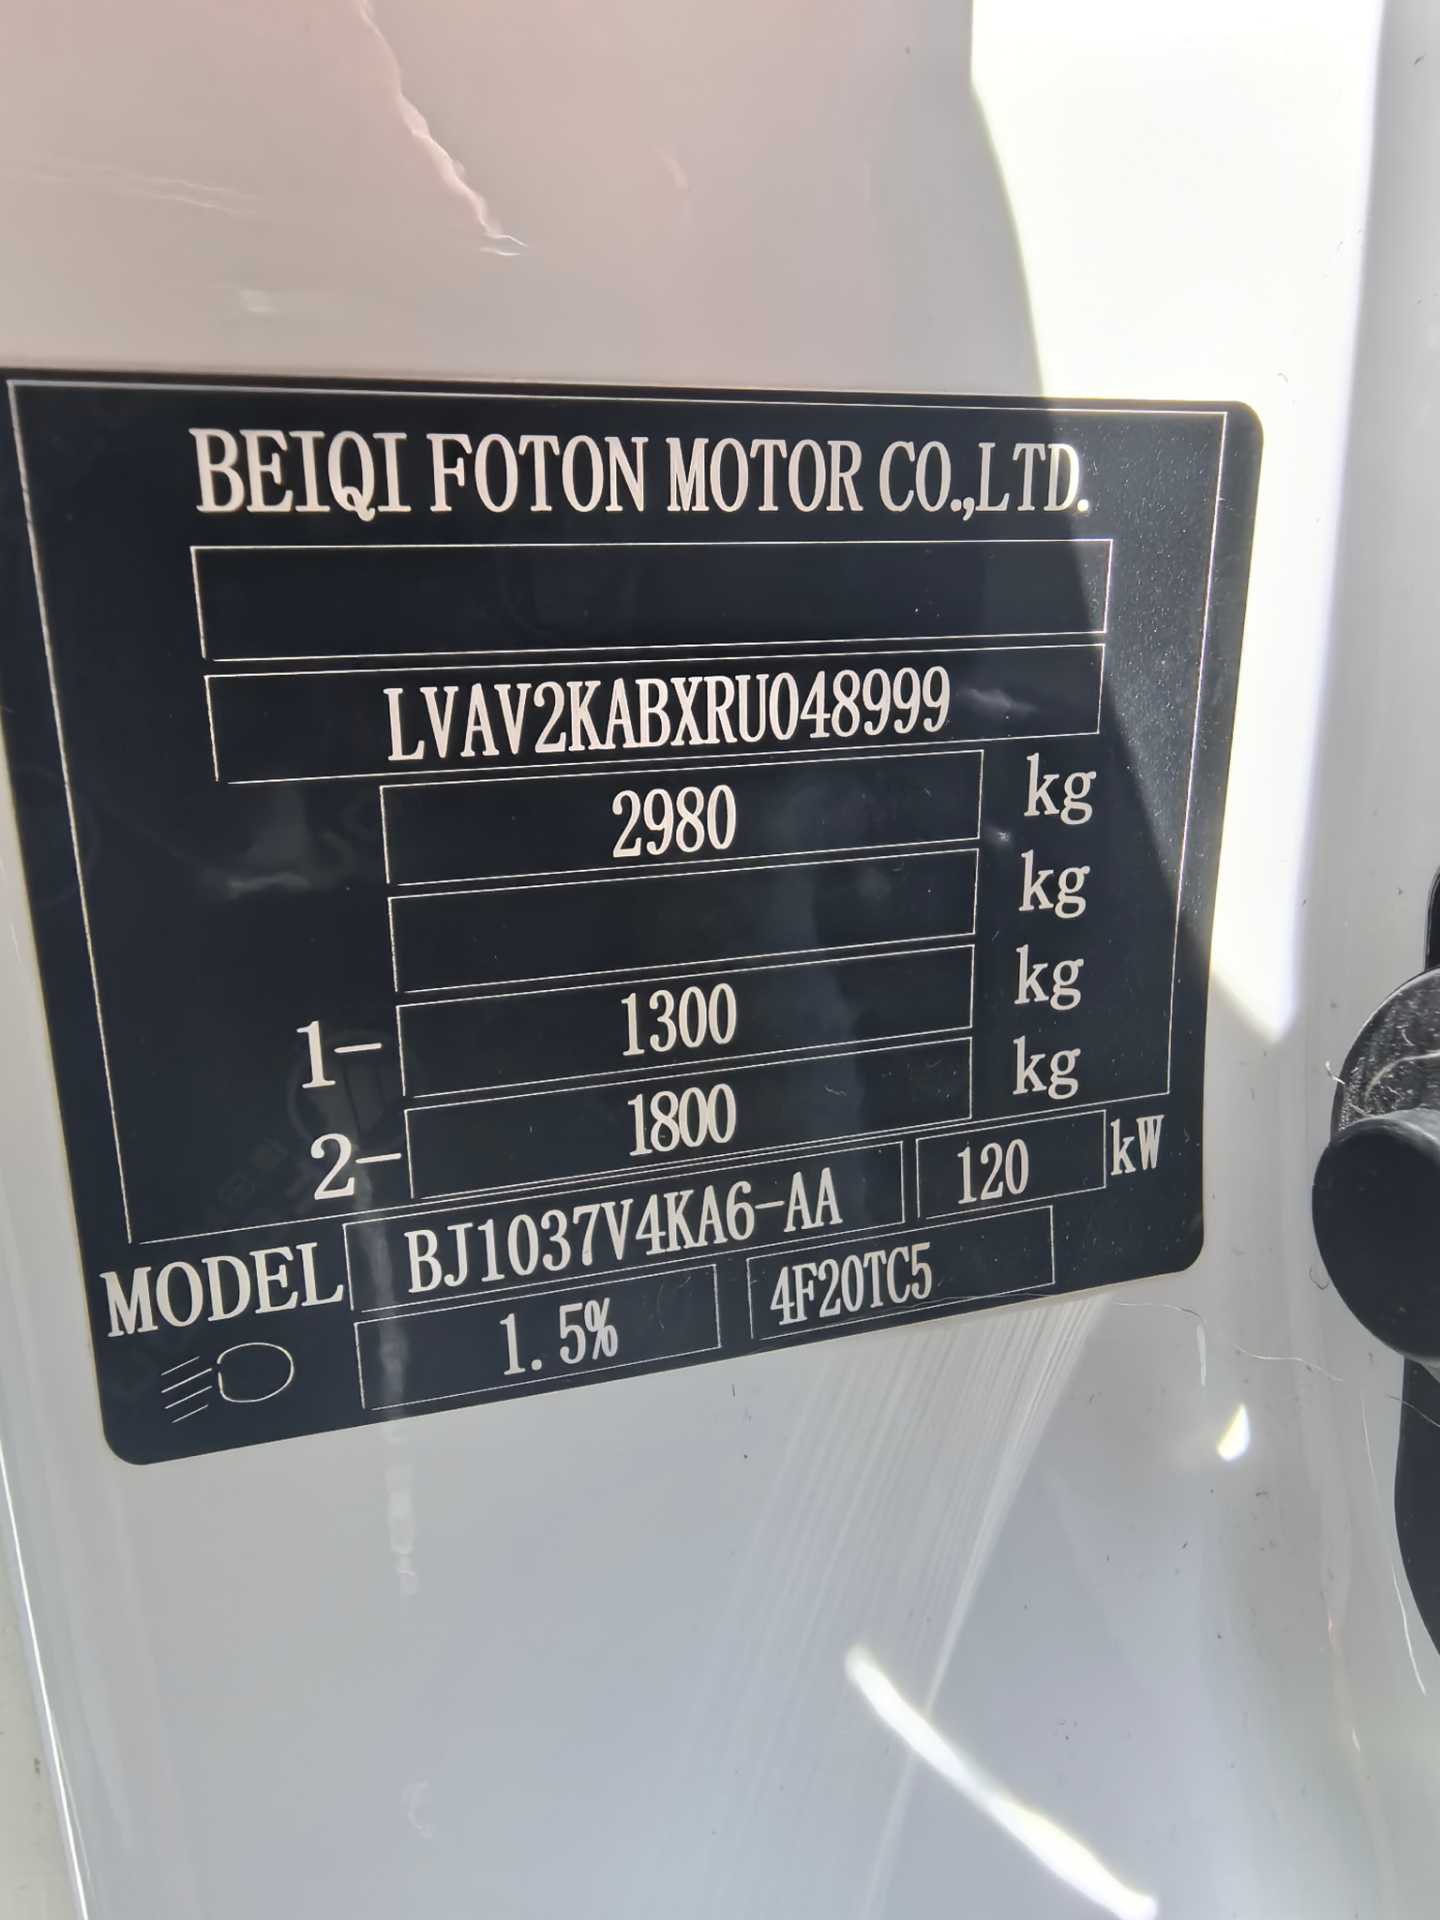 BEIQI FOTON MOTOR CO.,LTD.
LVAV2KABXRU048999
2980 kg
kg
1- 1300 kg
2- 1800 kg
MODEL BJ1037V4KA6-AA 120 kW
1.5% 4F20TC5